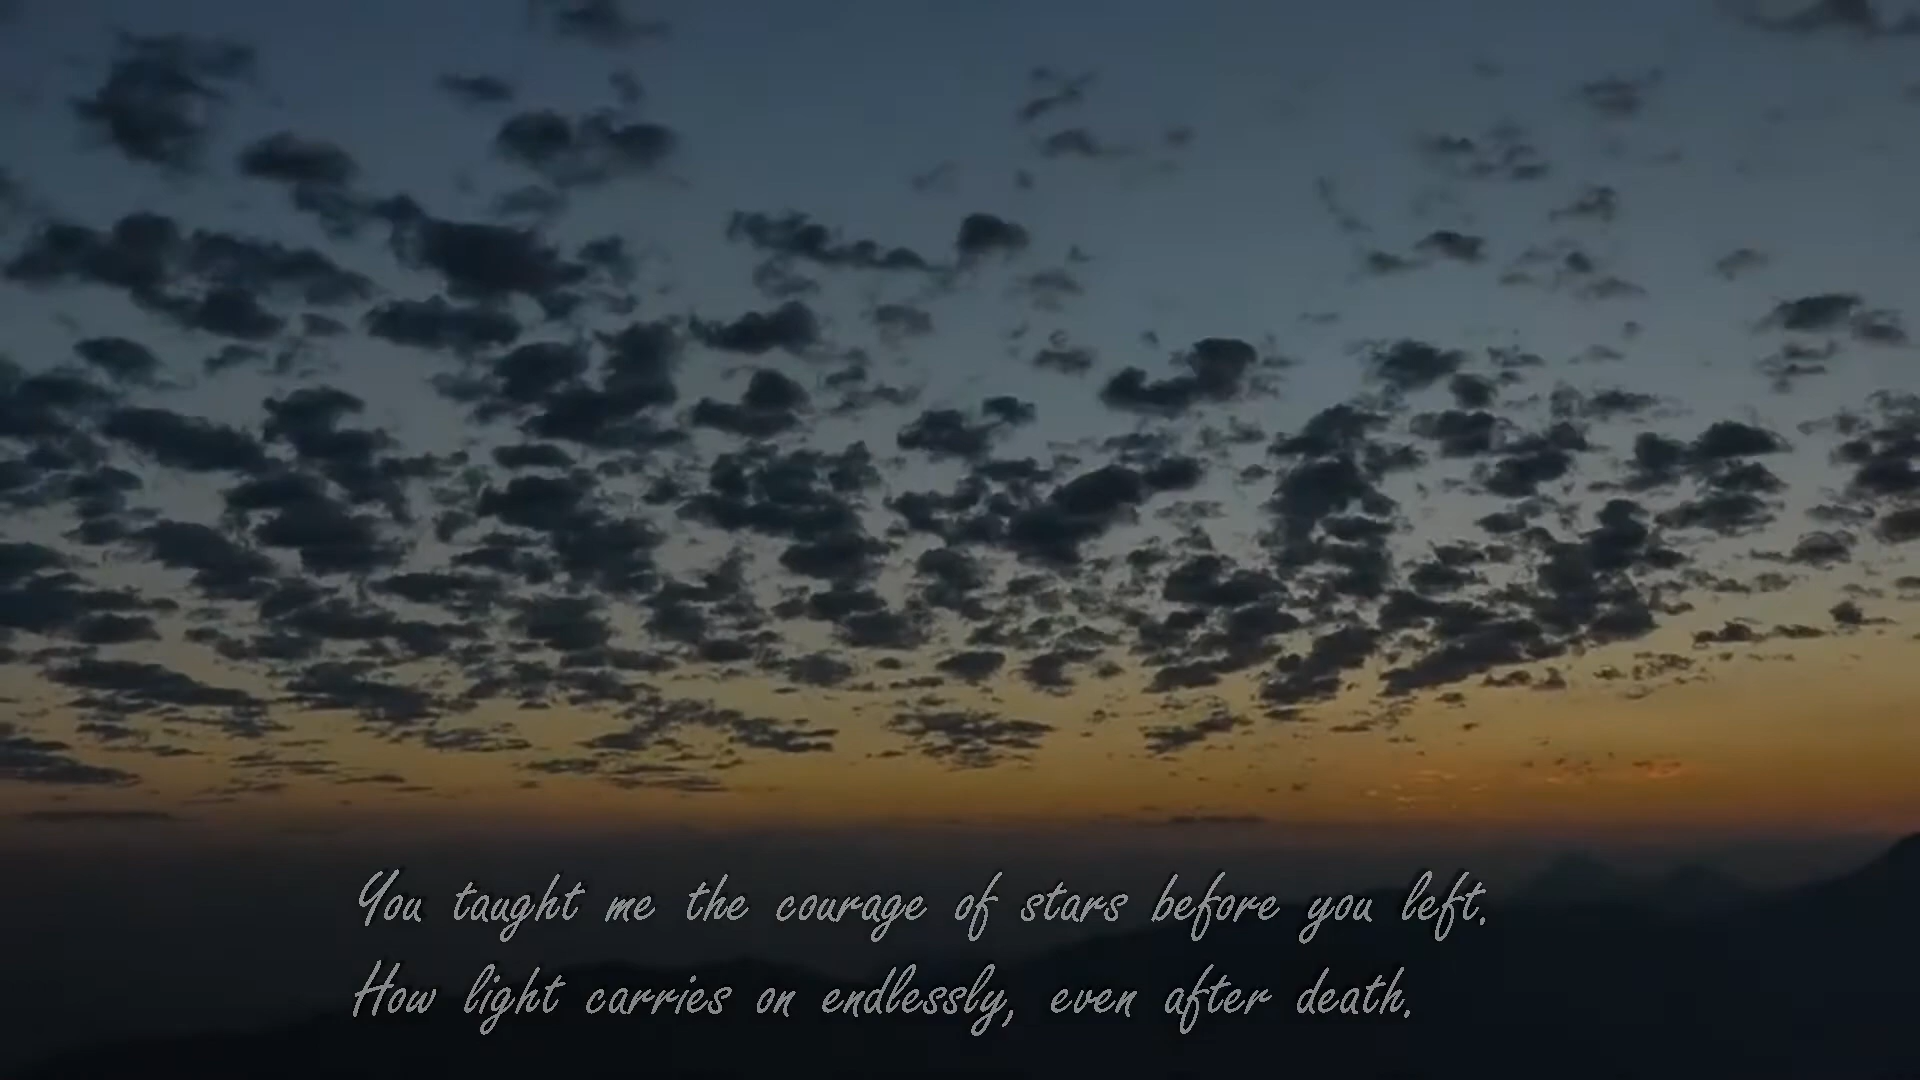 You taught me the courage of stars before you left.
How light carries on endlessly, even after death.